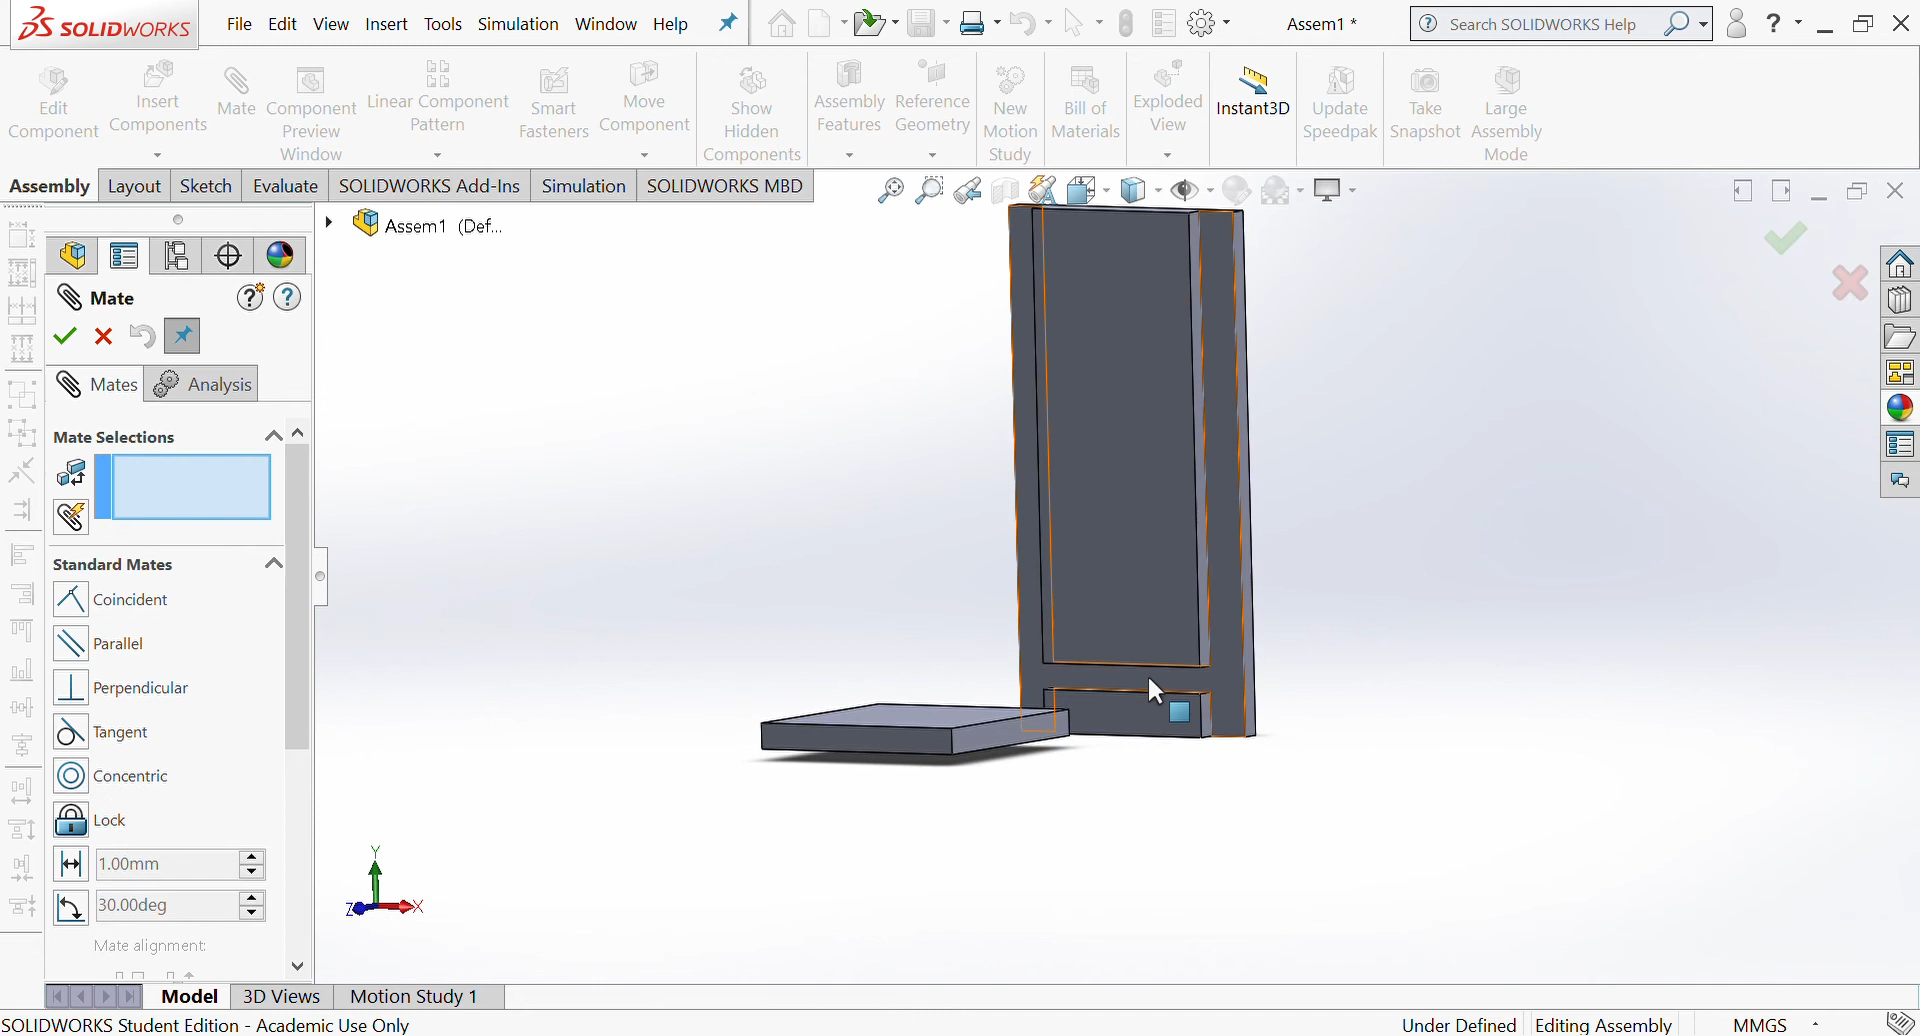 SOLIDWORKS
File Edit View Insert Tools Simulation Window Help
Assem1 *
Search SOLIDWORKS Help
Edit Component
Insert Components
Mate
Component Preview Window
Linear Component Pattern
Smart Fasteners
Move Component
Show Hidden Components
Assembly Features
Reference Geometry
New Motion Study
Bill of Materials
Exploded View
Instant3D
Update Speedpak
Take Snapshot
Large Assembly Mode
Assembly Layout Sketch Evaluate SOLIDWORKS Add-Ins Simulation SOLIDWORKS MBD
Assem1 (Def...
Mate
Mates Analysis
Mate Selections
Standard Mates
Coincident
Parallel
Perpendicular
Tangent
Concentric
Lock
1.00mm
30.00deg
Mate alignment:
Y
Z X
Model 3D Views Motion Study 1
SOLIDWORKS Student Edition - Academic Use Only
Under Defined Editing Assembly MMGS